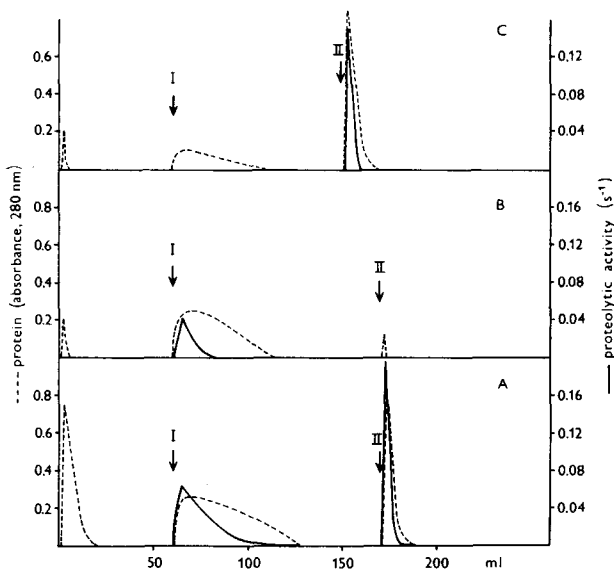 C
II
I
0.6
0.4
0.2
0.12
0.08
0.04
B
I
II
0.8
0.6
0.4
0.2
0.16
0.12
0.08
0.04
A
I
II
0.8
0.6
0.4
0.2
0.16
0.12
0.08
0.04
50
100
150
200
ml
---- protein (absorbance, 280 nm)
— proteolytic activity (s⁻¹)